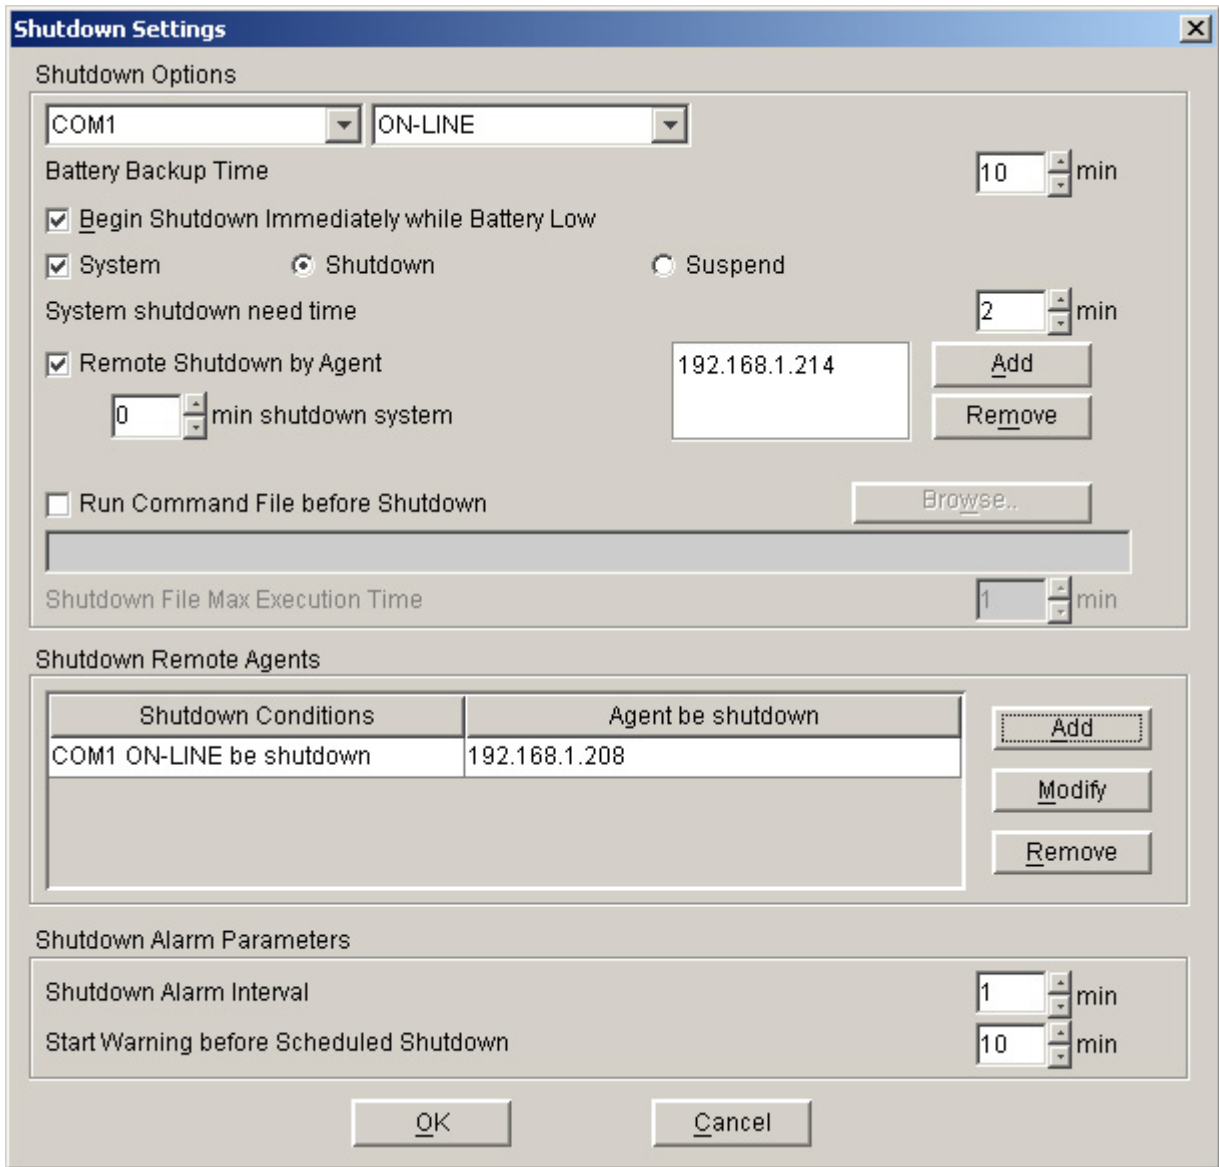 Shutdown Settings
Shutdown Options
COM1 ON-LINE
Battery Backup Time 10 min
Begin Shutdown Immediately while Battery Low
System Shutdown Suspend
System shutdown need time 2 min
Remote Shutdown by Agent 192.168.1.214 Add
0 min shutdown system Remove
Run Command File before Shutdown Browse..
Shutdown File Max Execution Time 1 min
Shutdown Remote Agents
Shutdown Conditions Agent be shutdown
COM1 ON-LINE be shutdown 192.168.1.208
Add
Modify
Remove
Shutdown Alarm Parameters
Shutdown Alarm Interval 1 min
Start Warning before Scheduled Shutdown 10 min
OK Cancel